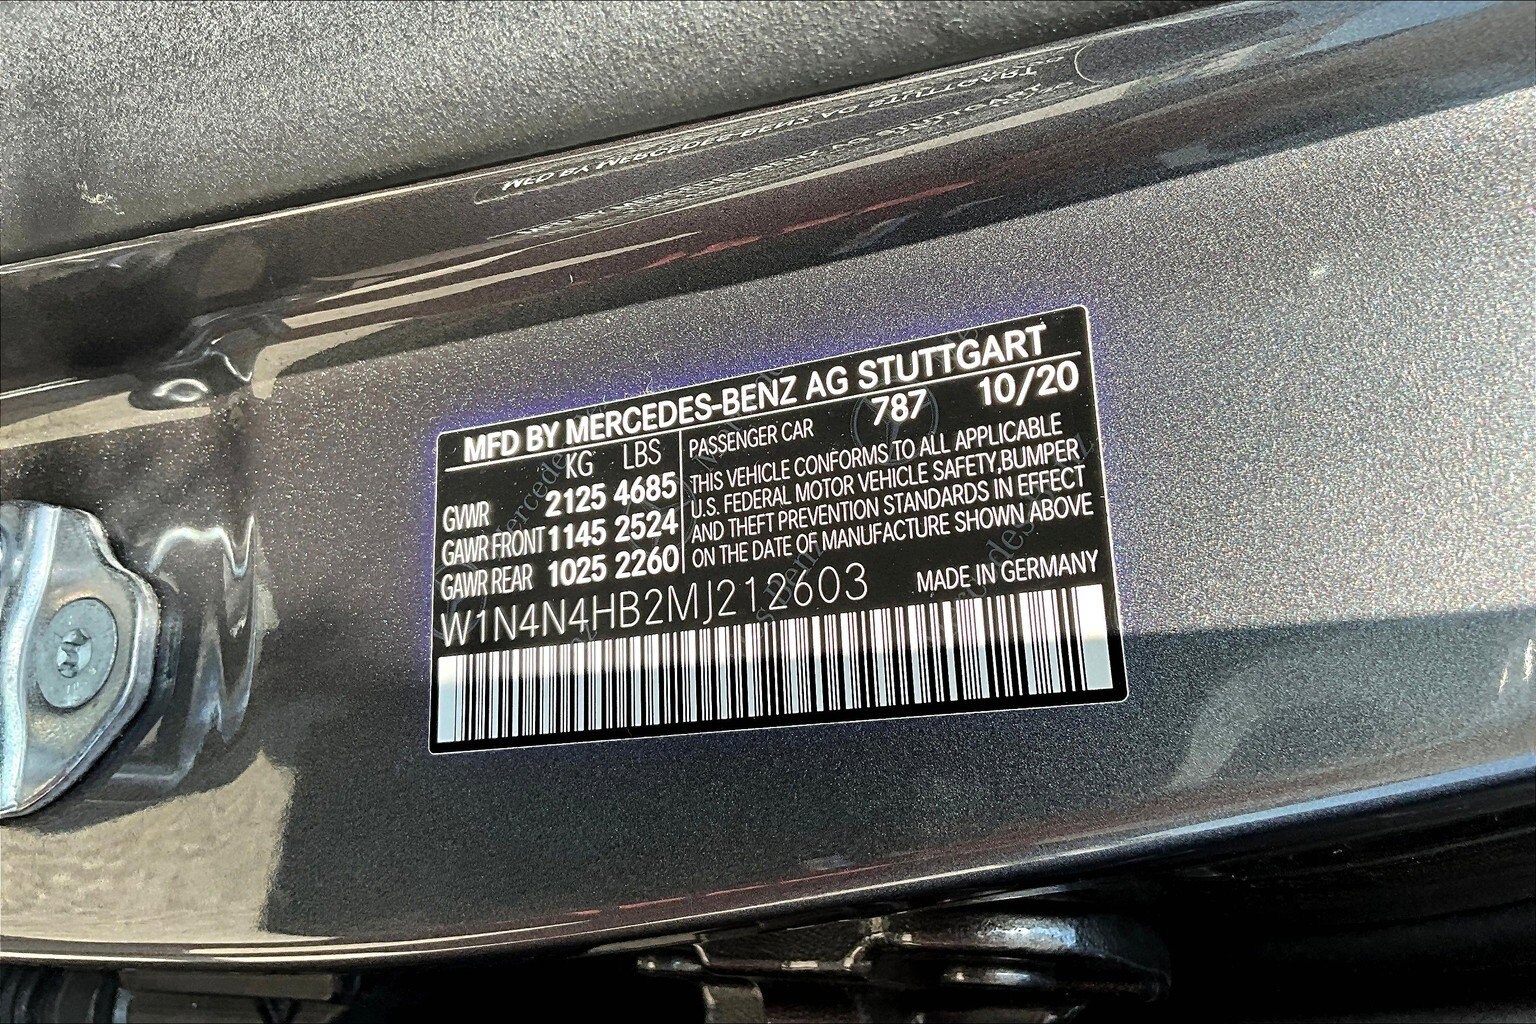 MFD BY MERCEDES-BENZ AG STUTTGART
KG LBS
GVWR 2125 4685
GAWR FRONT 1145 2524
GAWR REAR 1025 2260
PASSENGER CAR 787 10/20
THIS VEHICLE CONFORMS TO ALL APPLICABLE
U.S. FEDERAL MOTOR VEHICLE SAFETY,BUMPER
AND THEFT PREVENTION STANDARDS IN EFFECT
ON THE DATE OF MANUFACTURE SHOWN ABOVE
W1N4N4HB2MJ212603 MADE IN GERMANY